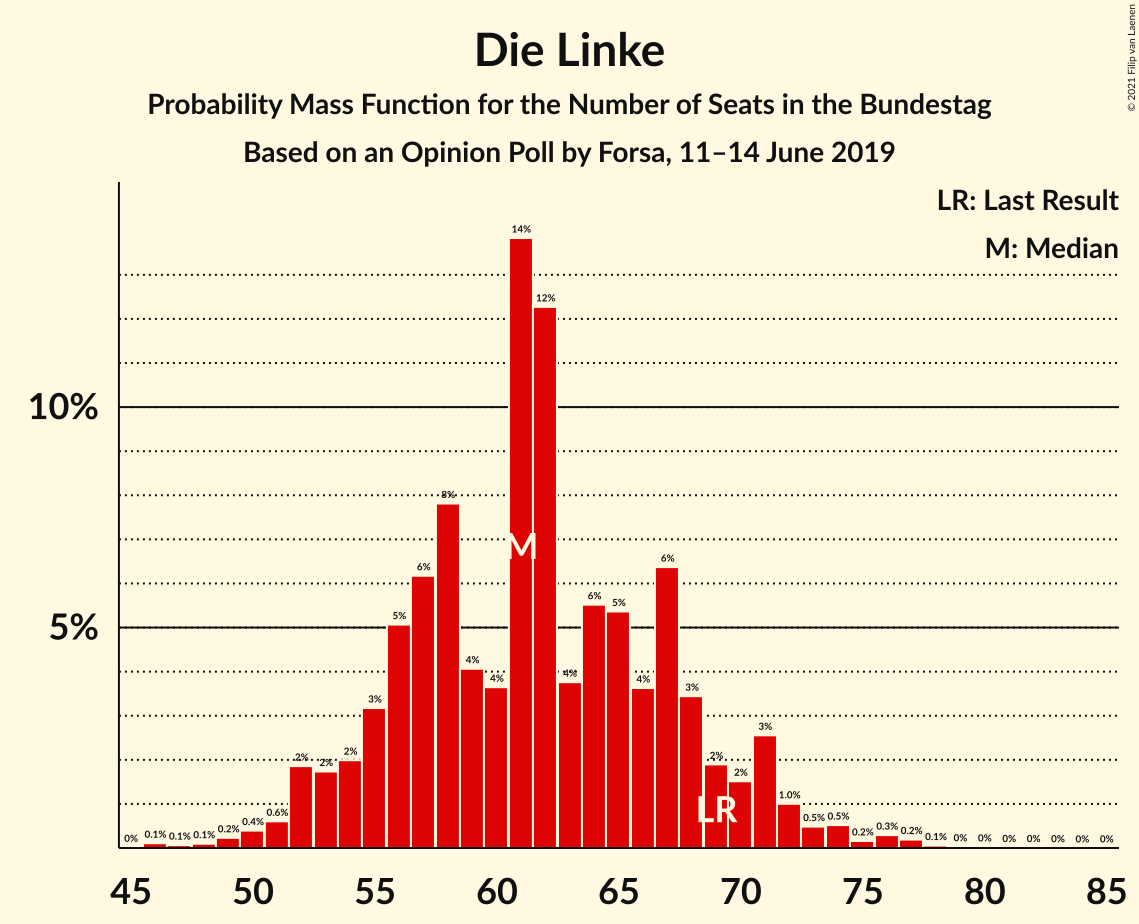 Die Linke
Probability Mass Function for the Number of Seats in the Bundestag
Based on an Opinion Poll by Forsa, 11–14 June 2019
© 2021 Filip van Laenen
LR: Last Result
M: Median
10%
5%
0% 0.1% 0.1% 0.1% 0.2% 0.4% 0.6% 2% 2% 2% 3% 5% 6% 8% 4% 4% 14% 12% 4% 6% 5% 4% 6% 3% 2% 2% 3% 1.0% 0.5% 0.5% 0.2% 0.3% 0.2% 0.1% 0% 0% 0% 0% 0% 0% 0%
M
LR
45 50 55 60 65 70 75 80 85